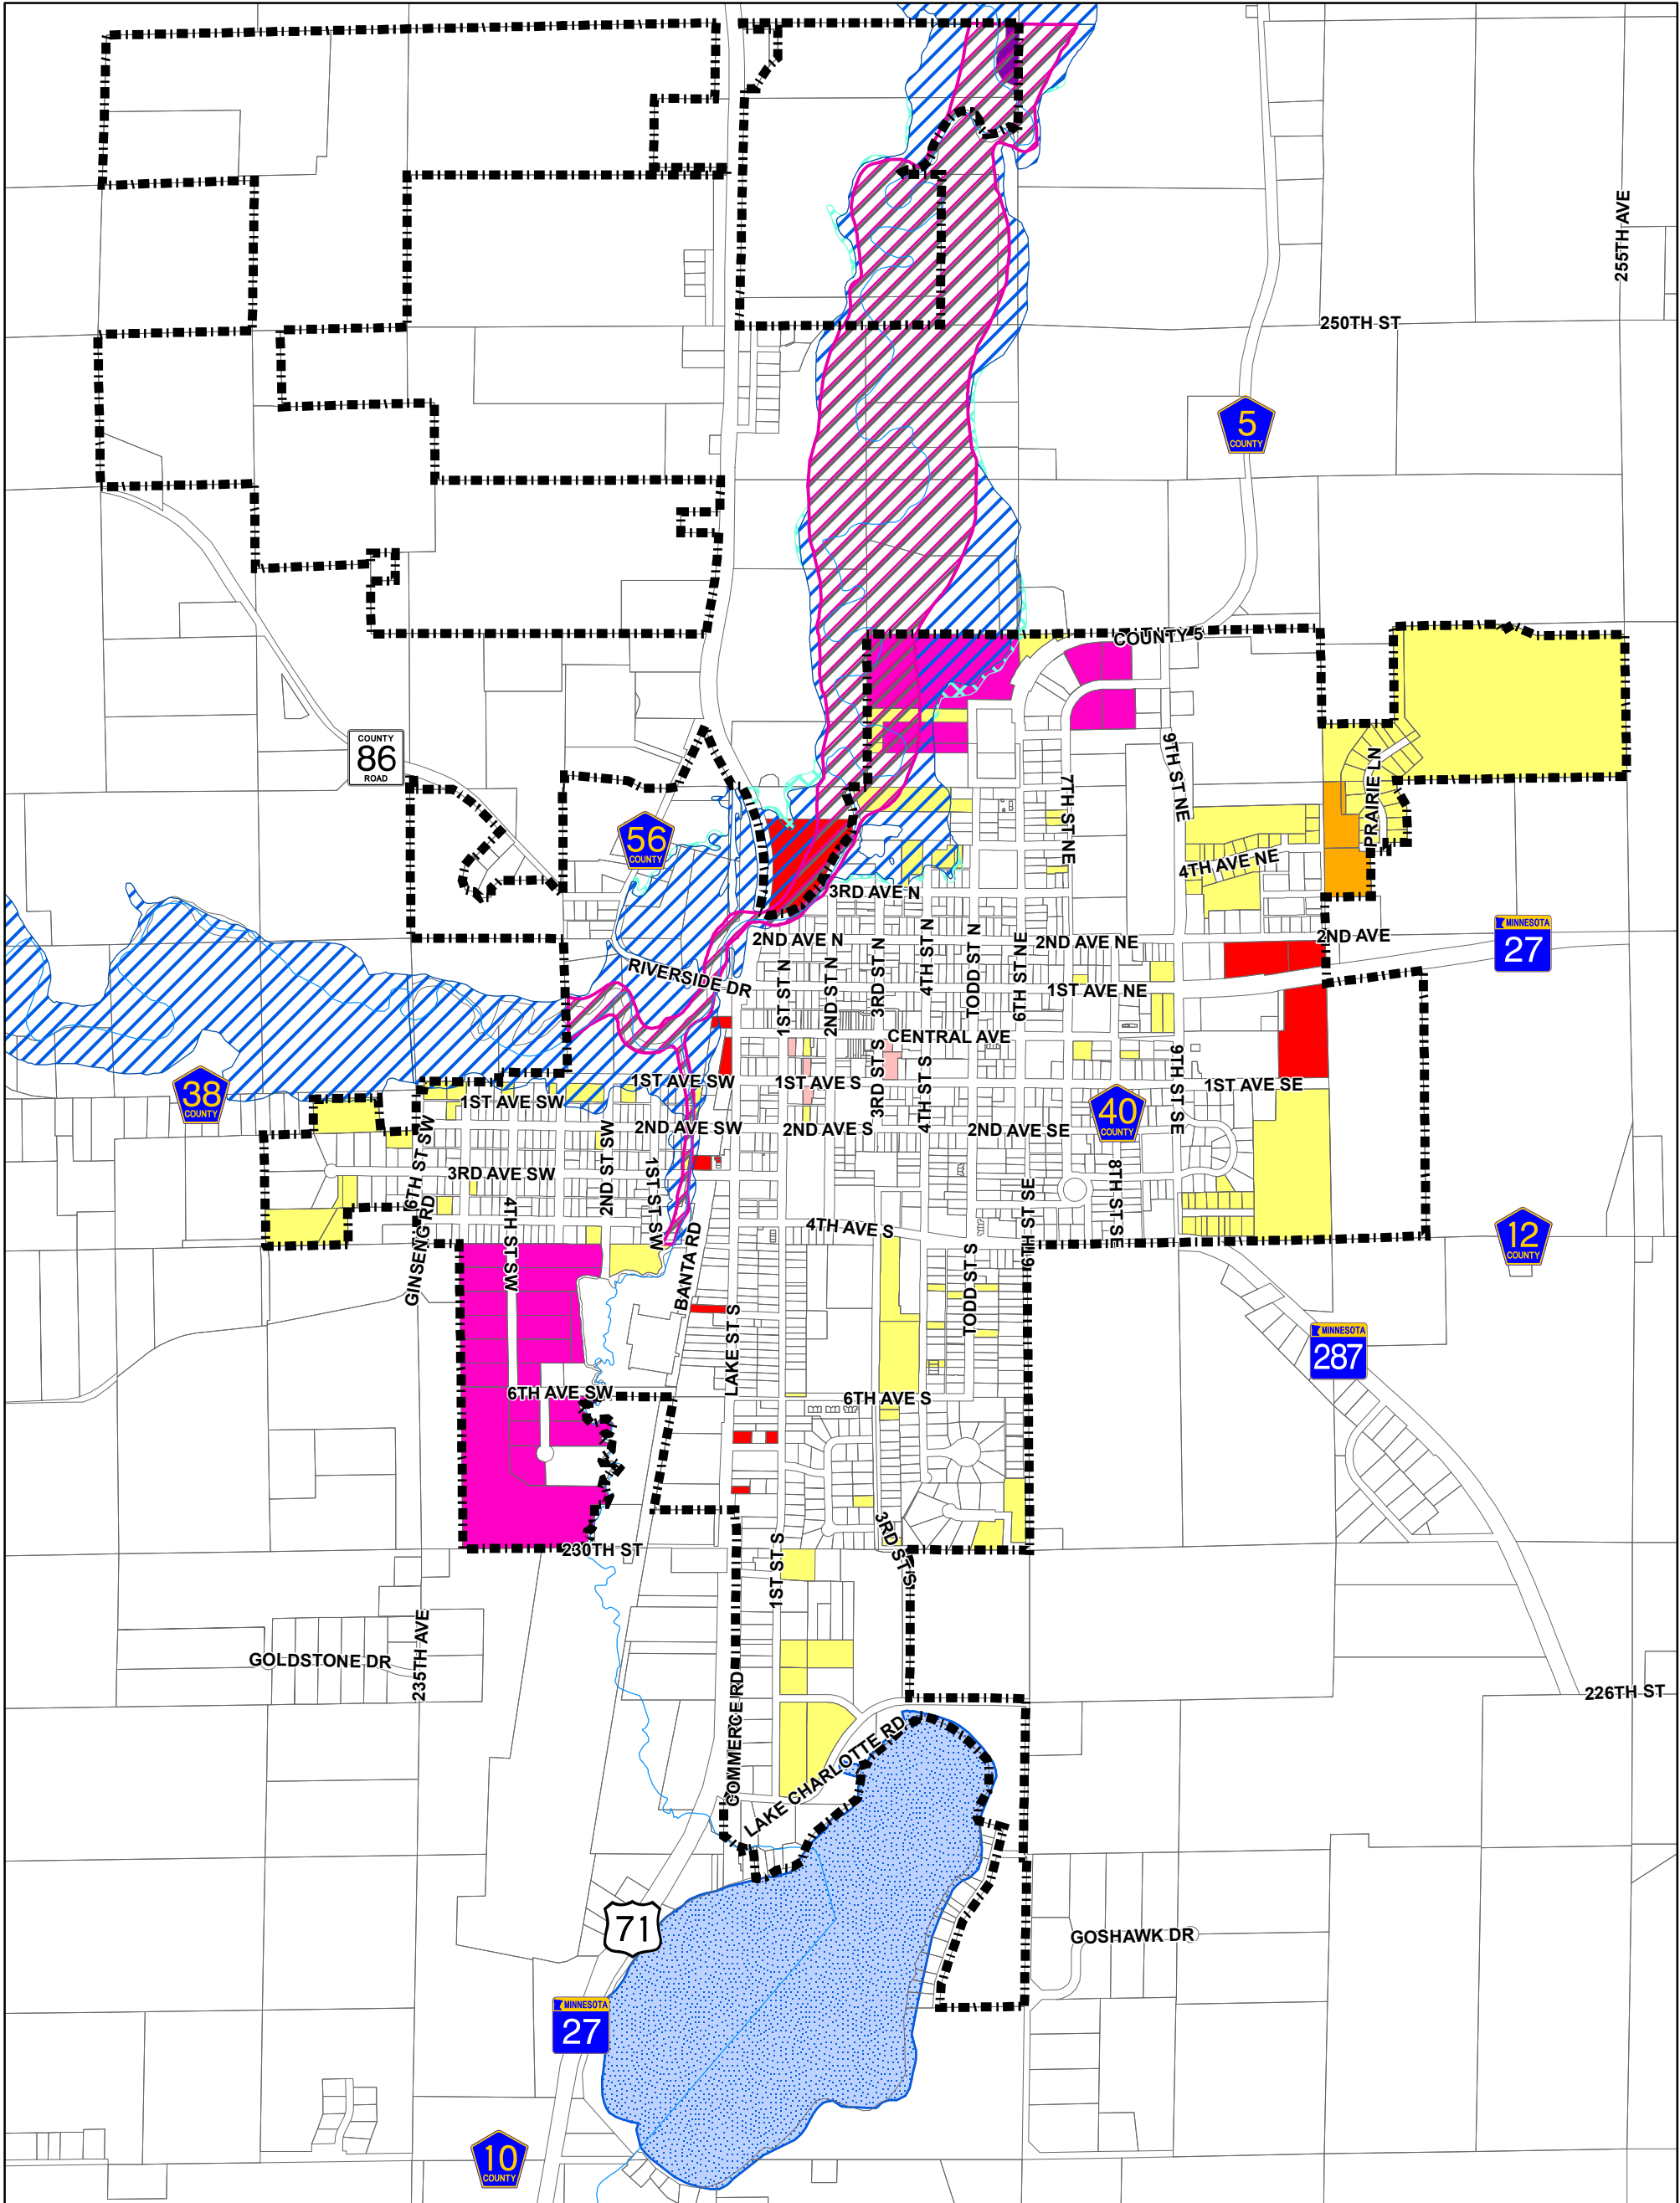 255TH AVE
250TH ST
5
COUNTY
COUNTY 5
COUNTY
86
ROAD
9TH ST NE
7TH ST NE
PRAIRIE LN
56
COUNTY
4TH AVE NE
3RD AVE N
2ND AVE N
2ND AVE NE
2ND AVE
MINNESOTA
27
RIVERSIDE DR
1ST ST N
2ND ST N
3RD ST N
4TH ST N
TODD ST N
6TH ST NE
1ST AVE NE
CENTRAL AVE
38
COUNTY
1ST AVE SW
1ST AVE SW
1ST AVE S
3RD ST S
4TH ST S
9TH ST SE
1ST AVE SE
40
COUNTY
2ND AVE SW
2ND AVE S
2ND AVE SE
6TH ST SW
3RD AVE SW
2ND ST SW
1ST ST SW
8TH ST SE
GINSENG RD
4TH ST SW
BANTA RD
4TH AVE S
TODD ST S
6TH ST SE
12
COUNTY
LAKE ST S
MINNESOTA
287
6TH AVE SW
6TH AVE S
230TH ST
1ST ST S
3RD ST S
GOLDSTONE DR
235TH AVE
COMMERCE RD
226TH ST
LAKE CHARLOTTE RD
71
GOSHAWK DR
MINNESOTA
27
10
COUNTY